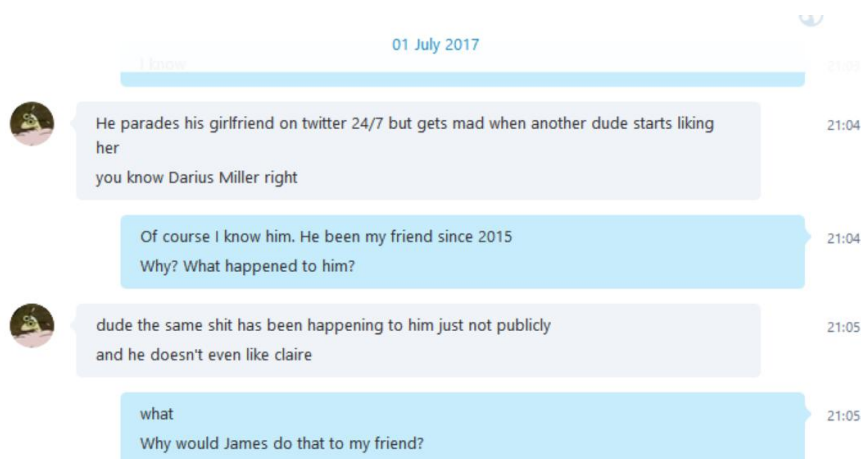 01 July 2017
I know
He parades his girlfriend on twitter 24/7 but gets mad when another dude starts liking
her
you know Darius Miller right
21:04
Of course I know him. He been my friend since 2015
Why? What happened to him?
21:04
dude the same shit has been happening to him just not publicly
and he doesn't even like claire
21:05
what
Why would James do that to my friend?
21:05